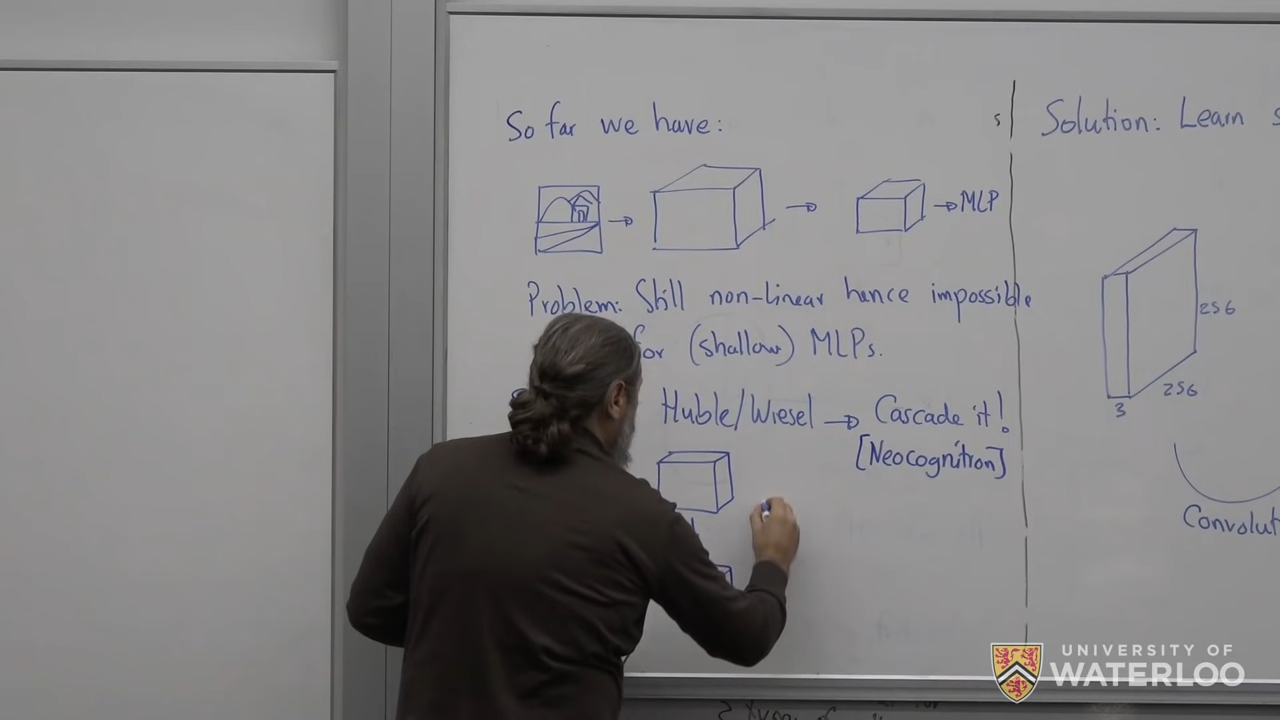 So far we have:
MLP
Problem: Still non-linear hence impossible
for (shallow) MLPs.
Huble/Wiesel → Cascade it!
[Neocognitron]
Solution: Learn
256
256
3
Convolut
UNIVERSITY OF
WATERLOO